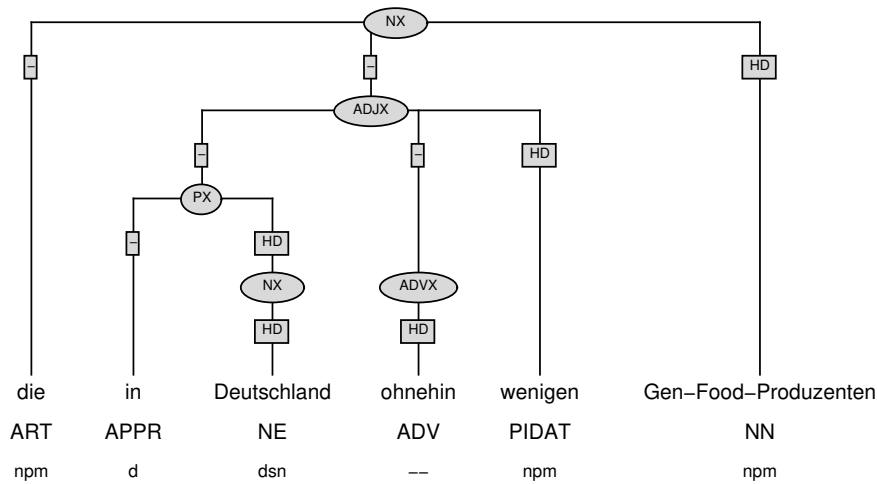 NX
– – HD
ADJX
– – HD
PX
– HD
NX ADVX
HD HD
die in Deutschland ohnehin wenigen Gen−Food−Produzenten
ART APPR NE ADV PIDAT NN
npm d dsn −− npm npm